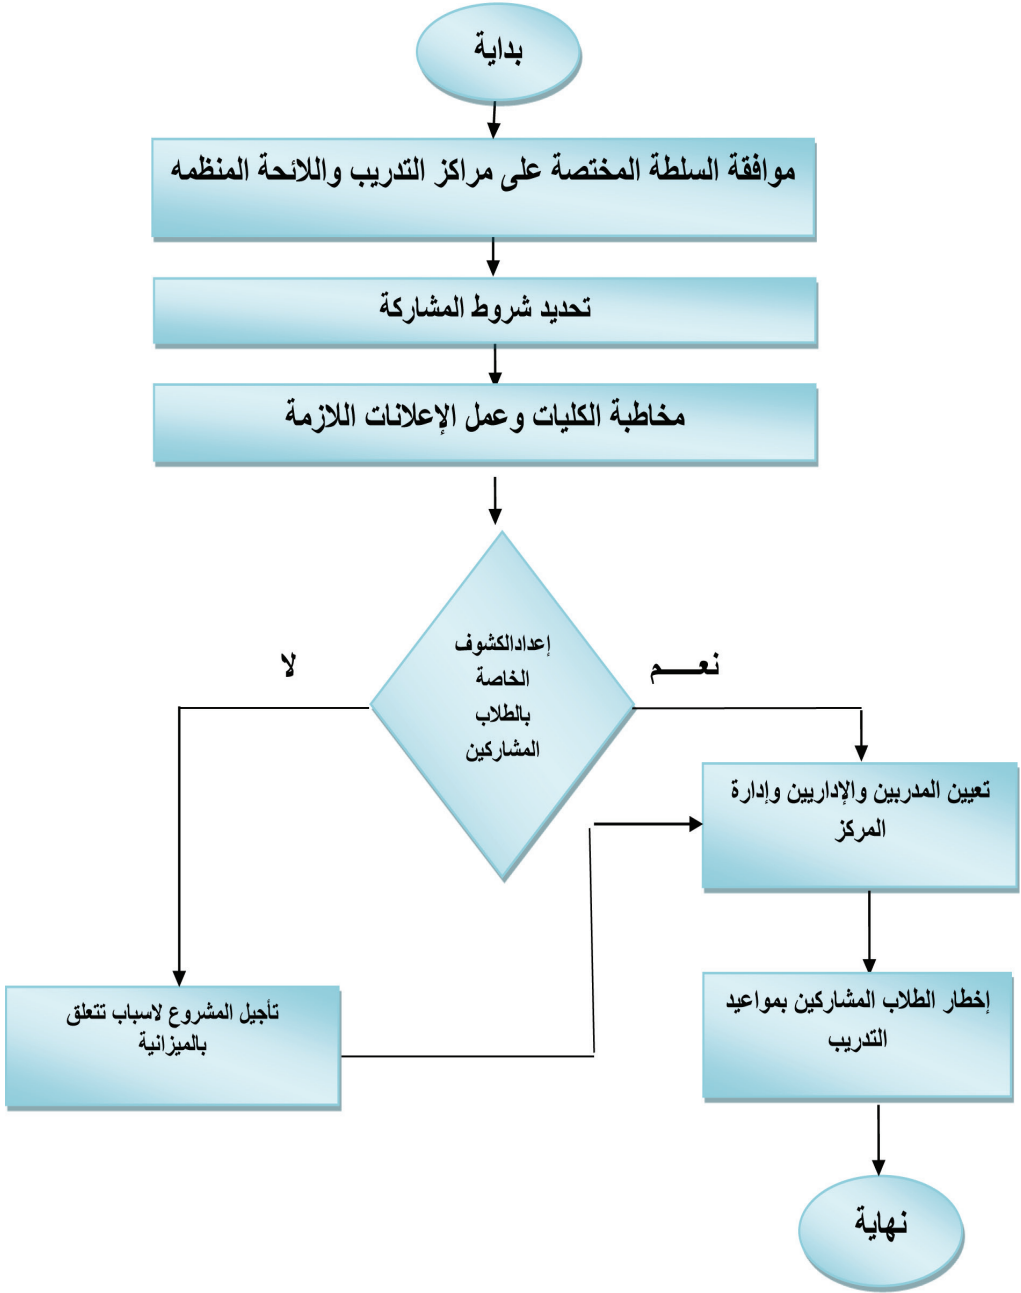 بداية
موافقة السلطة المختصة على مراكز التدريب واللائحة المنظمه
تحديد شروط المشاركة
مخاطبة الكليات وعمل الإعلانات اللازمة
إعدادالكشوف
الخاصة
بالطلاب
المشاركين
نعــــم
لا
تعيين المدربين والإداريين وإدارة
المركز
إخطار الطلاب المشاركين بمواعيد
التدريب
تأجيل المشروع لاسباب تتعلق
بالميزانية
نهاية